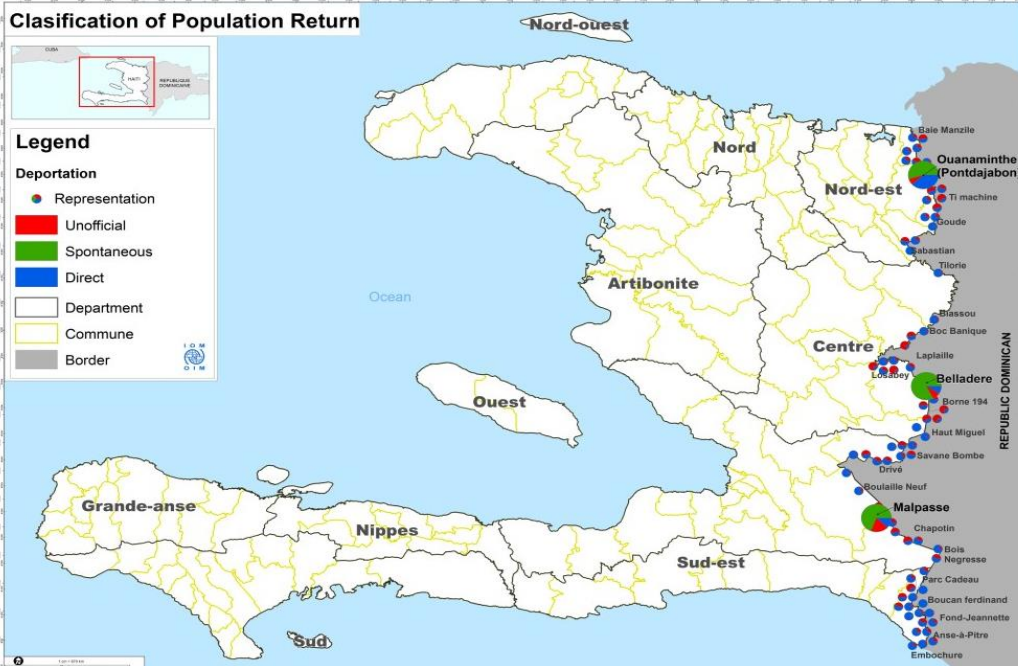 Clasification of Population Return
CUBA
HAITI
REPUBLIQUE
DOMINICAINE
Legend
Deportation
Representation
Unofficial
Spontaneous
Direct
Department
Commune
Border
IOM
OIM
Ocean
Nord-ouest
Nord
Nord-est
Artibonite
Centre
Ouest
Grande-anse
Nippes
Sud-est
Sud
Baie Manzile
Ouanaminthe
(Pontdajabon)
Ti machine
Goude
Sabastian
Tilorie
Biassou
Boc Banique
Laplaille
Losabey
Belladere
Borne 194
Haut Miguel
Savane Bombe
Drivé
Boulaille Neuf
Malpasse
Chapotin
Bois
Negresse
Parc Cadeau
Boucan ferdinand
Fond-Jeannette
Anse-à-Pitre
Embochure
REPUBLIC DOMINICAN